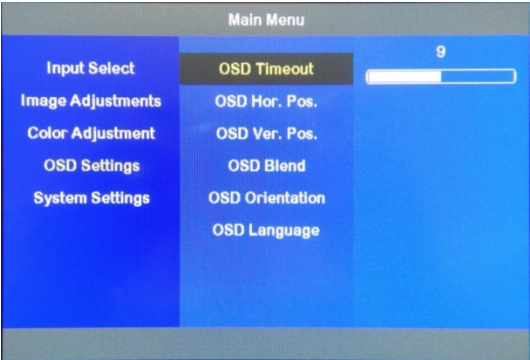 Main Menu
Input Select
Image Adjustments
Color Adjustment
OSD Settings
System Settings
OSD Timeout
OSD Hor. Pos.
OSD Ver. Pos.
OSD Blend
OSD Orientation
OSD Language
9